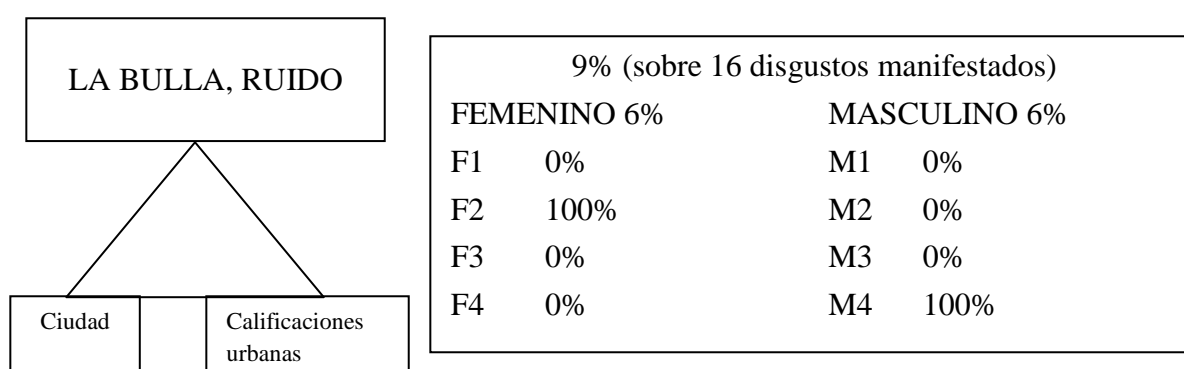 LA BULLA, RUIDO
Ciudad
Calificaciones
urbanas
9% (sobre 16 disgustos manifestados)
FEMENINO 6% MASCULINO 6%
F1 0% M1 0%
F2 100% M2 0%
F3 0% M3 0%
F4 0% M4 100%